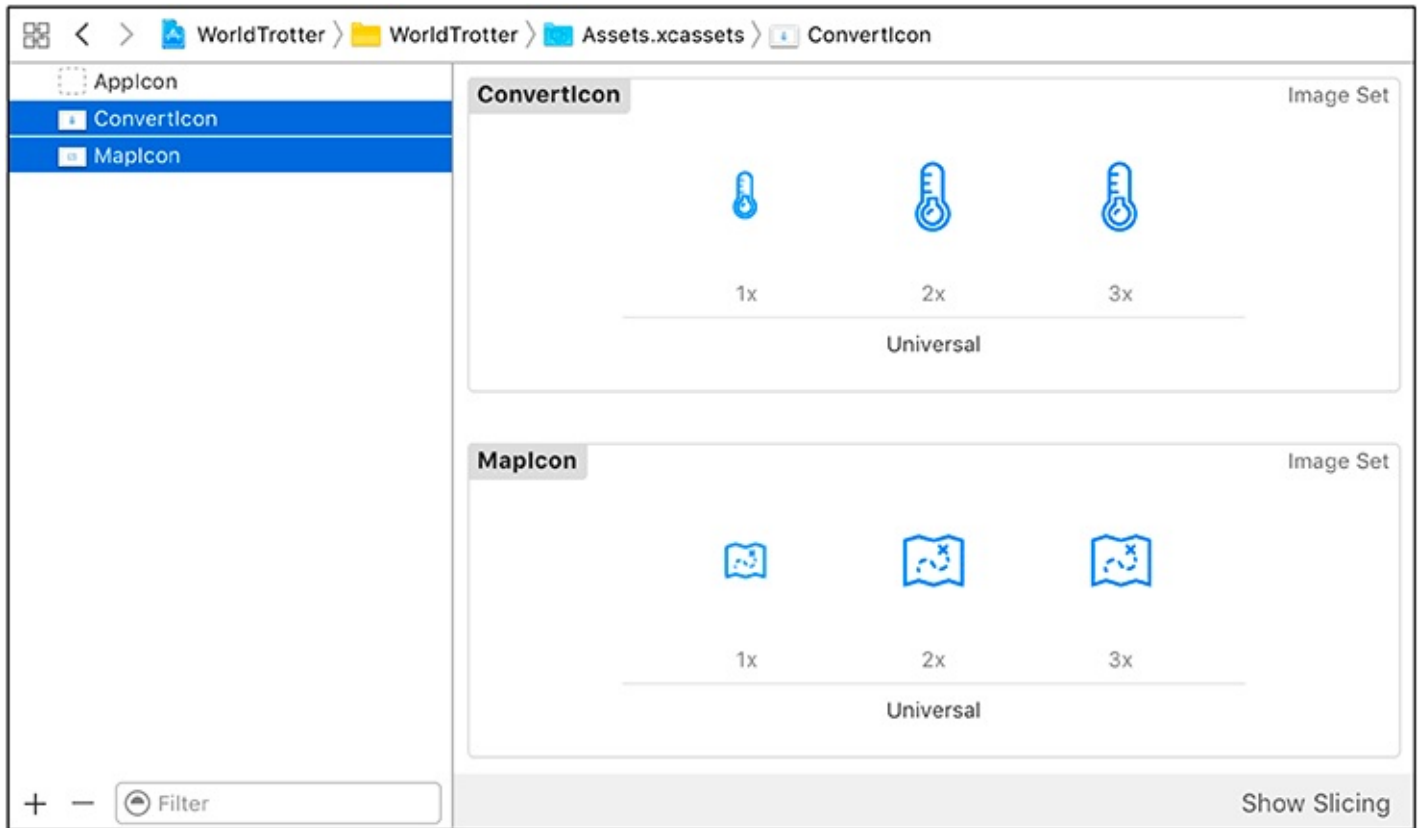 WorldTrotter WorldTrotter Assets.xcassets ConvertIcon
AppIcon
ConvertIcon
MapIcon
ConvertIcon
Image Set
1x 2x 3x
Universal
MapIcon
Image Set
1x 2x 3x
Universal
Filter
Show Slicing